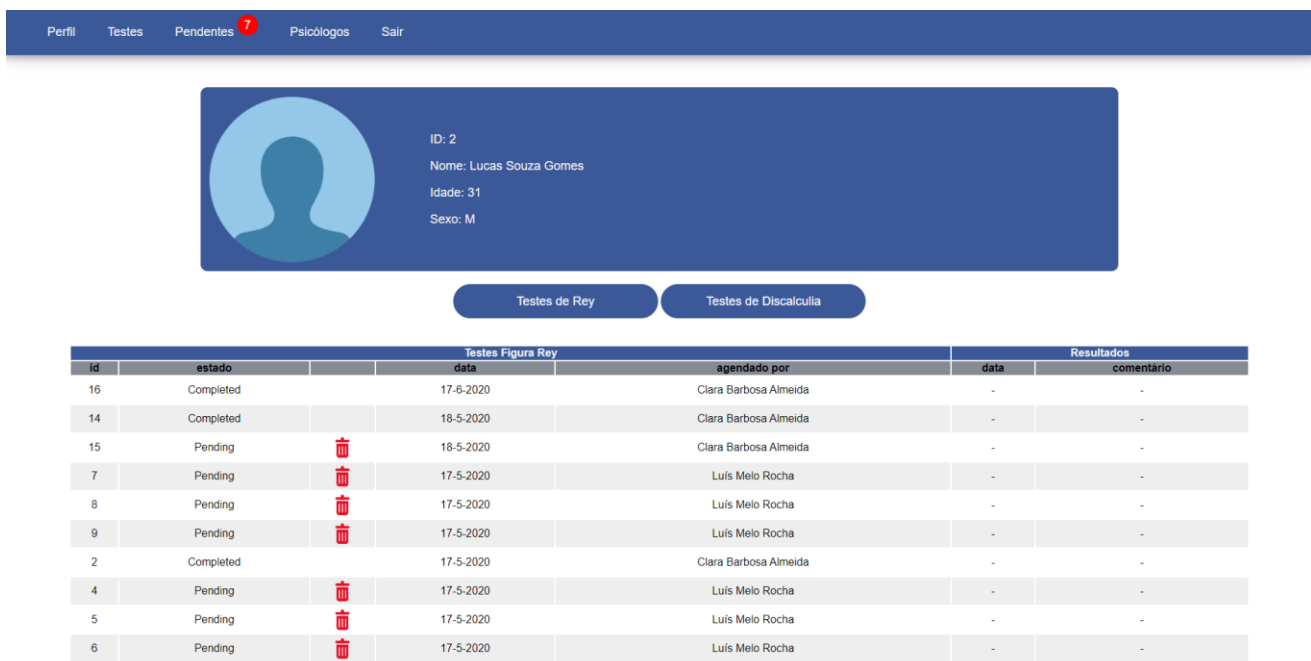 Perfil Testes Pendentes 7 Psicólogos Sair
ID: 2
Nome: Lucas Souza Gomes
Idade: 31
Sexo: M
Testes de Rey Testes de Discalculia
Testes Figura Rey Resultados
id estado data agendado por data comentário
16 Completed 17-6-2020 Clara Barbosa Almeida - -
14 Completed 18-5-2020 Clara Barbosa Almeida - -
15 Pending 18-5-2020 Clara Barbosa Almeida - -
7 Pending 17-5-2020 Luís Melo Rocha - -
8 Pending 17-5-2020 Luís Melo Rocha - -
9 Pending 17-5-2020 Luís Melo Rocha - -
2 Completed 17-5-2020 Clara Barbosa Almeida - -
4 Pending 17-5-2020 Luís Melo Rocha - -
5 Pending 17-5-2020 Luís Melo Rocha - -
6 Pending 17-5-2020 Luís Melo Rocha - -